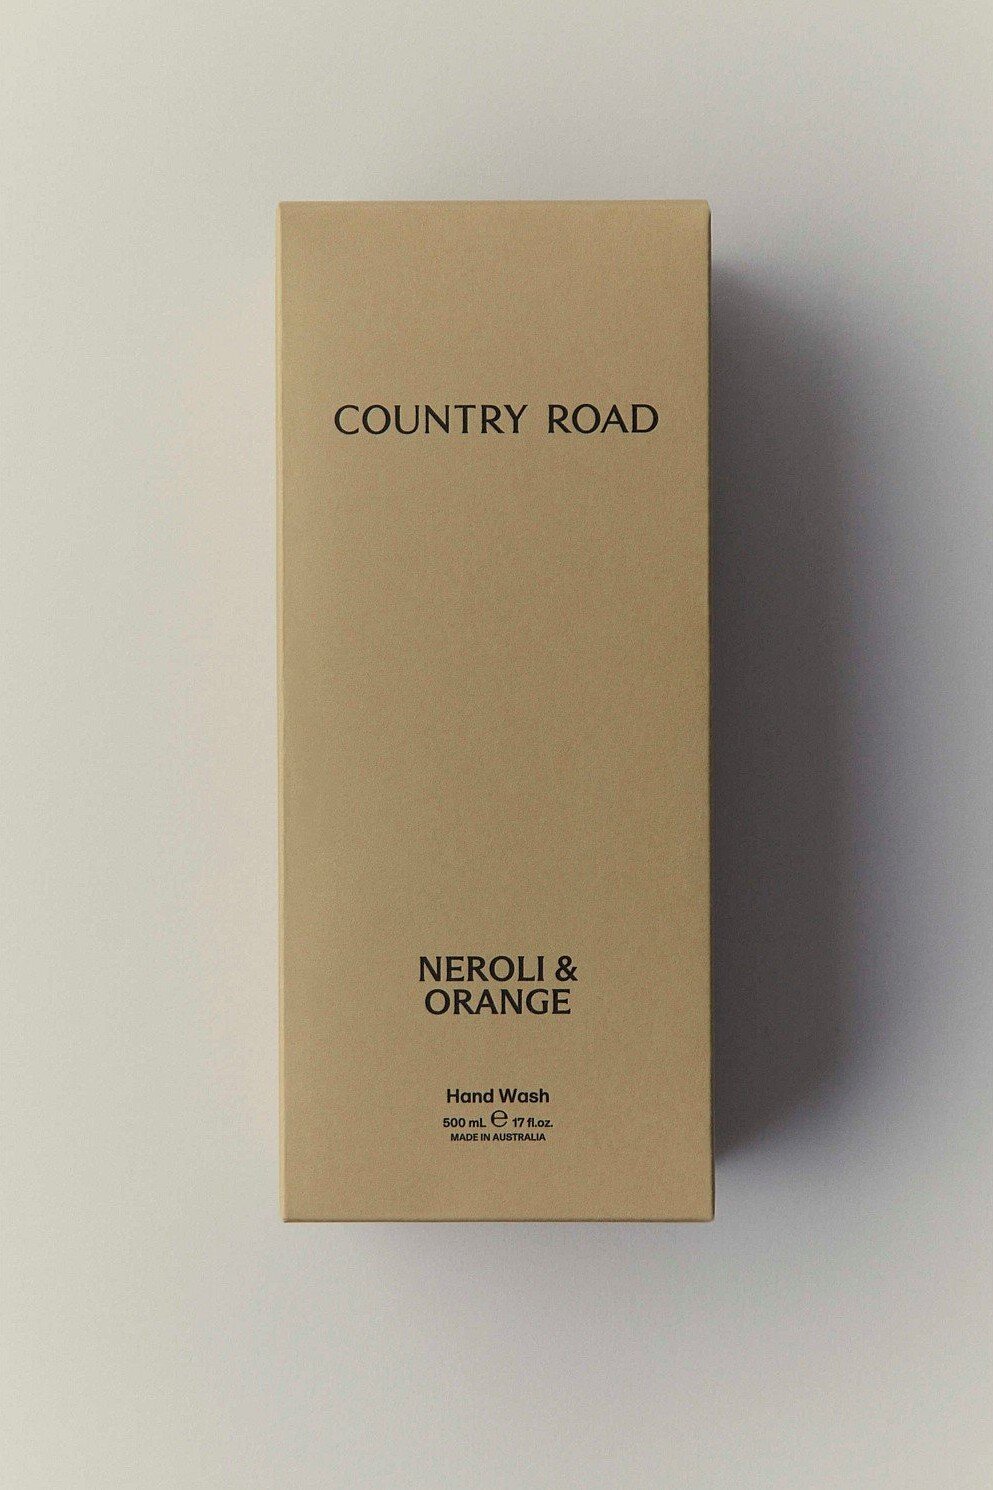 COUNTRY ROAD
NEROLI &
ORANGE
Hand Wash
500 mL ℮ 17 fl.oz.
MADE IN AUSTRALIA